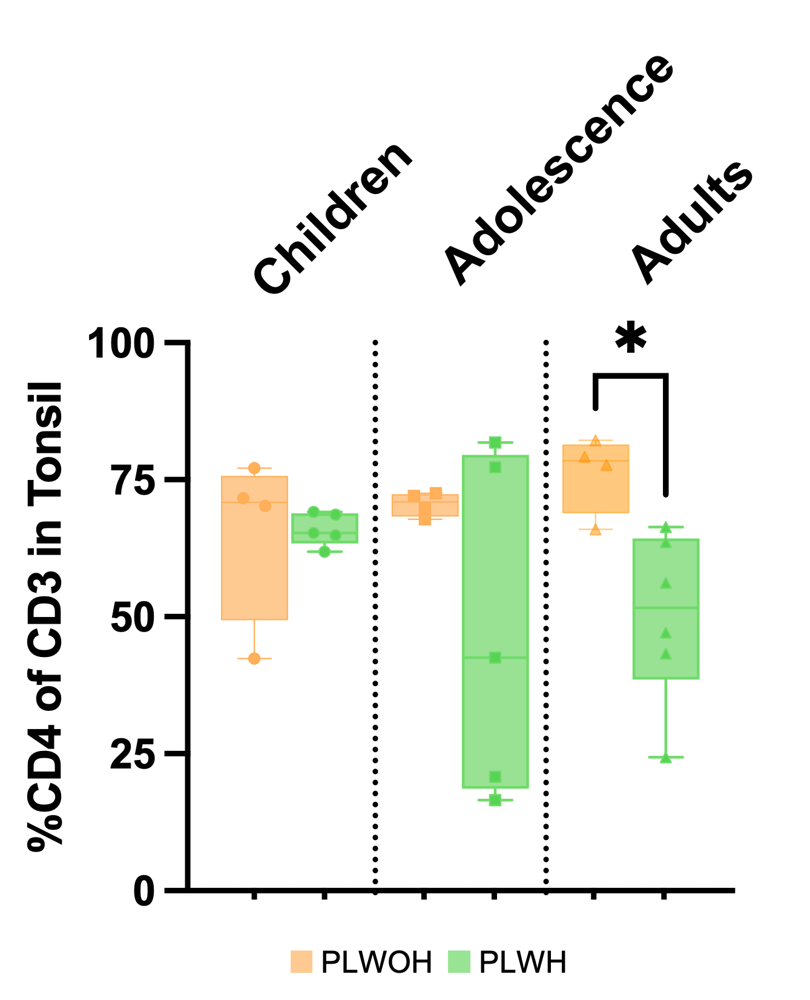 Children
Adolescence
Adults
*
100
75
50
25
0
%CD4 of CD3 in Tonsil
PLWOH
PLWH